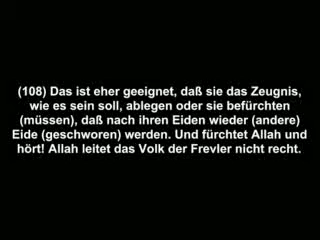 (108) Das ist eher geeignet, daß sie das Zeugnis,
wie es sein soll, ablegen oder sie befürchten
(müssen), daß nach ihren Eiden wieder (andere)
Eide (geschworen) werden. Und fürchtet Allah und
hört! Allah leitet das Volk der Frevler nicht recht.